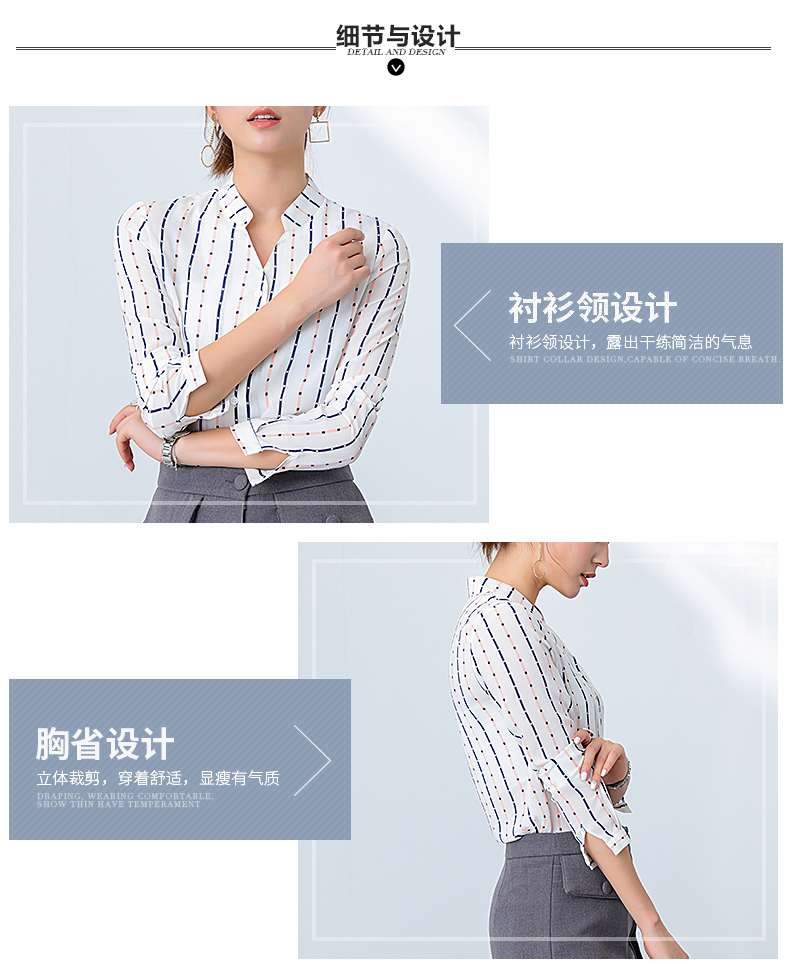 细节与设计
DETAIL AND DESIGN
衬衫领设计
衬衫领设计，露出干练简洁的气息
SHIRT COLLAR DESIGN,CAPABLE OF CONCISE BREATH.
胸省设计
立体裁剪，穿着舒适，显瘦有气质
DRAPING, WEARING COMFORTABLE,
SHOW THIN HAVE TEMPERAMENT